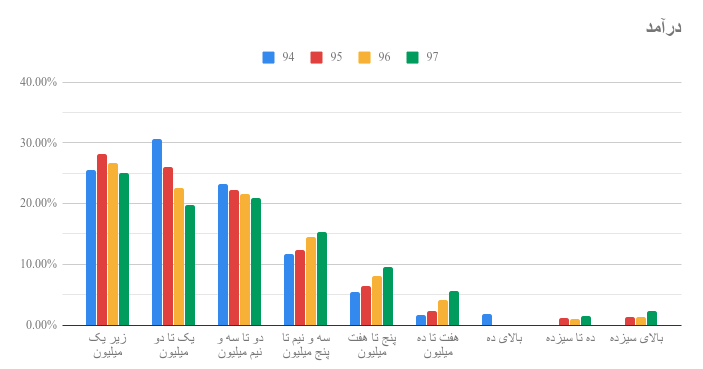 درآمد
94 95 96 97
40.00%
30.00%
20.00%
10.00%
0.00%
زیر یک
میلیون
یک تا دو
میلیون
دو تا سه و
نیم میلیون
سه و نیم تا
پنج میلیون
پنج تا هفت
میلیون
هفت تا ده
میلیون
بالای ده
ده تا سیزده
بالای سیزده